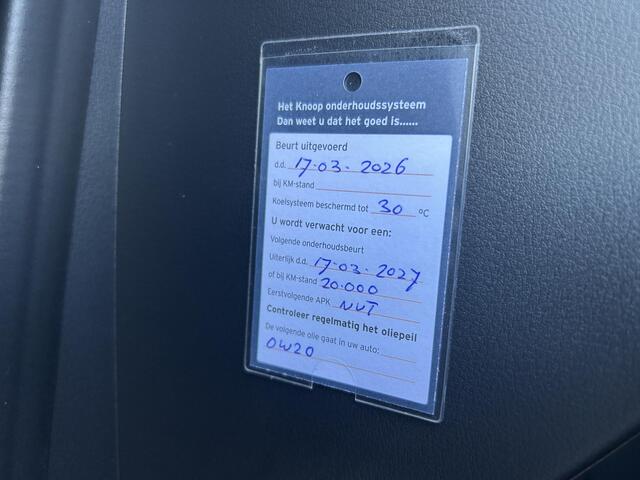 Het Knoop onderhoudssysteem
Dan weet u dat het goed is......
Beurt uitgevoerd
d.d. 17-03-2026
bij KM-stand
Koelsysteem beschermd tot 30 °C
U wordt verwacht voor een:
Volgende onderhoudsbeurt
Uiterlijk d.d. 17-03-2027
of bij KM-stand 20.000
Eerstvolgende APK NVT
Controleer regelmatig het oliepeil
De volgende olie gaat in uw auto:
0W20